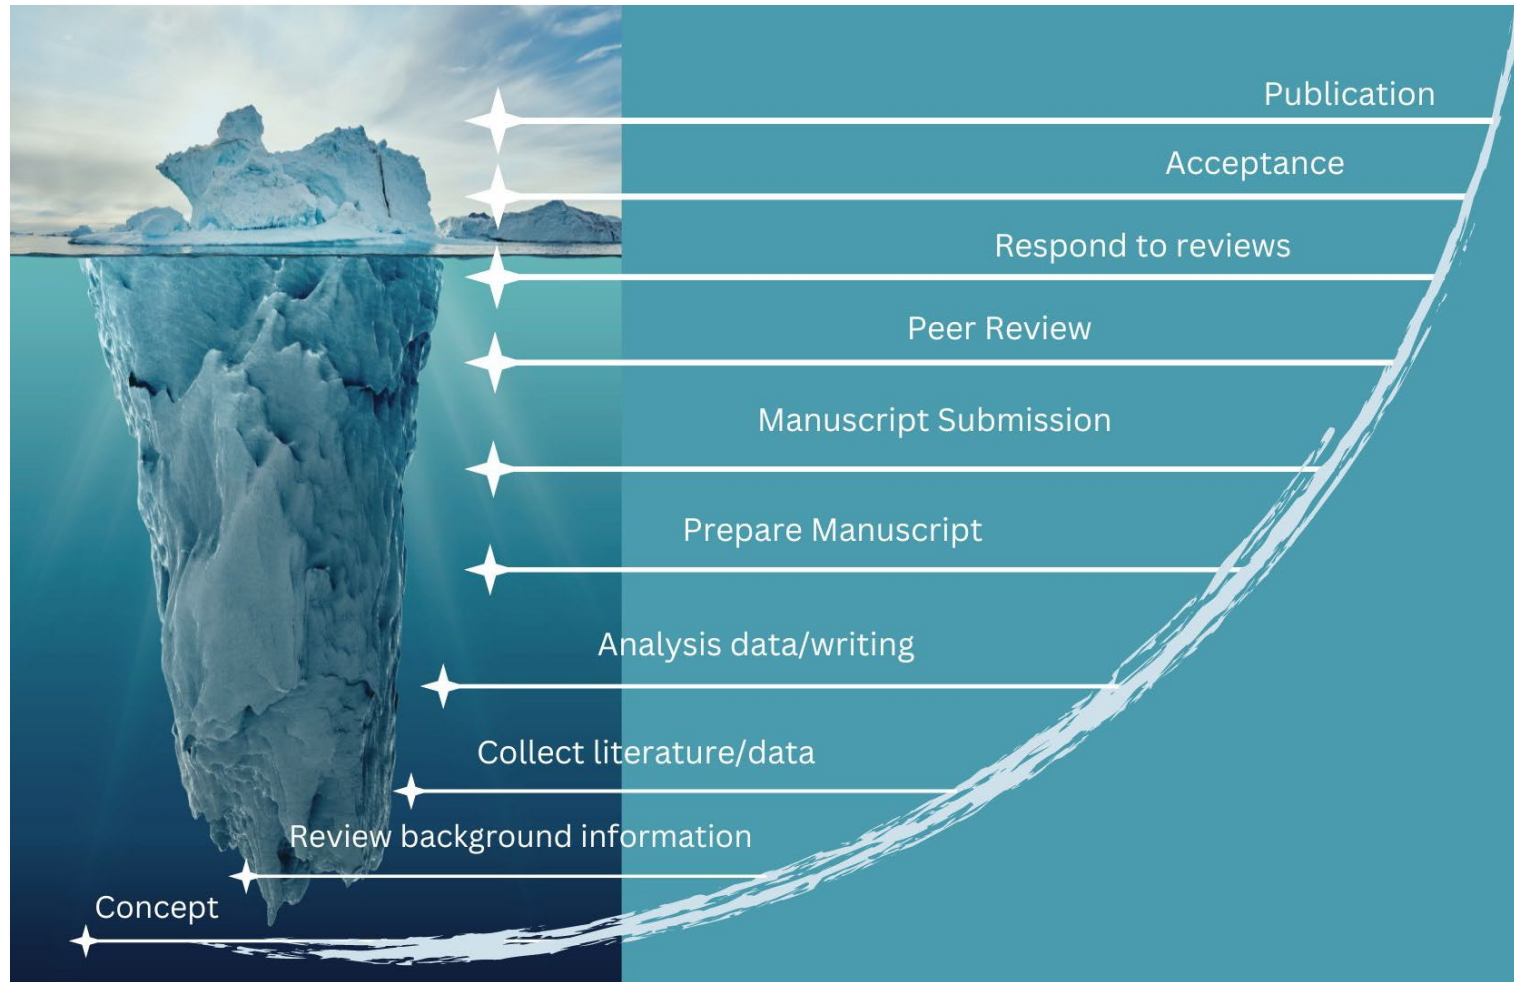 Publication
Acceptance
Respond to reviews
Peer Review
Manuscript Submission
Prepare Manuscript
Analysis data/writing
Collect literature/data
Review background information
Concept